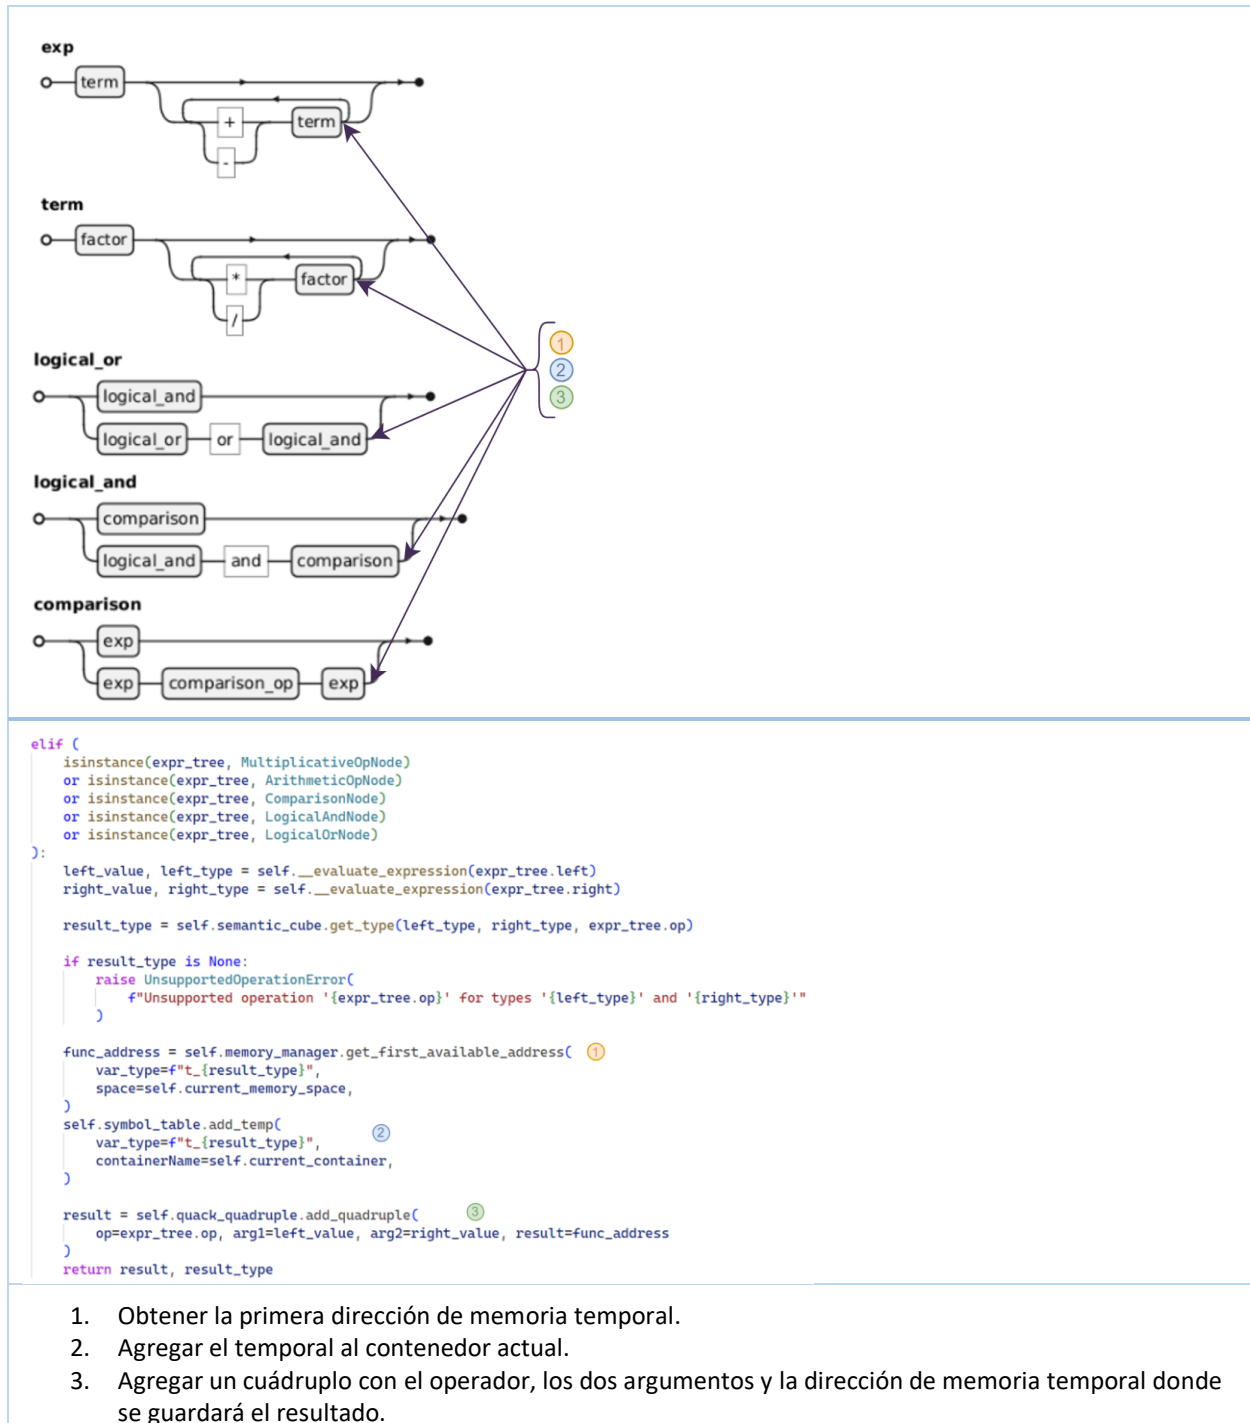 exp
term
+
term
-
term
factor
*
factor
/
1
2
3
logical_or
logical_and
logical_or or logical_and
logical_and
comparison
logical_and and comparison
comparison
exp
exp comparison_op exp
elif (
isinstance(expr_tree, MultiplicativeOpNode)
or isinstance(expr_tree, ArithmeticOpNode)
or isinstance(expr_tree, ComparisonNode)
or isinstance(expr_tree, LogicalAndNode)
or isinstance(expr_tree, LogicalOrNode)
):
left_value, left_type = self.__evaluate_expression(expr_tree.left)
right_value, right_type = self.__evaluate_expression(expr_tree.right)
result_type = self.semantic_cube.get_type(left_type, right_type, expr_tree.op)
if result_type is None:
raise UnsupportedOperationError(
f"Unsupported operation '{expr_tree.op}' for types '{left_type}' and '{right_type}'"
)
func_address = self.memory_manager.get_first_available_address( 1
var_type=f"t_{result_type}",
space=self.current_memory_space,
)
self.symbol_table.add_temp(
2
var_type=f"t_{result_type}",
containerName=self.current_container,
)
result = self.quack_quadruple.add_quadruple( 3
op=expr_tree.op, arg1=left_value, arg2=right_value, result=func_address
)
return result, result_type
1. Obtener la primera dirección de memoria temporal.
2. Agregar el temporal al contenedor actual.
3. Agregar un cuádruplo con el operador, los dos argumentos y la dirección de memoria temporal donde
se guardará el resultado.